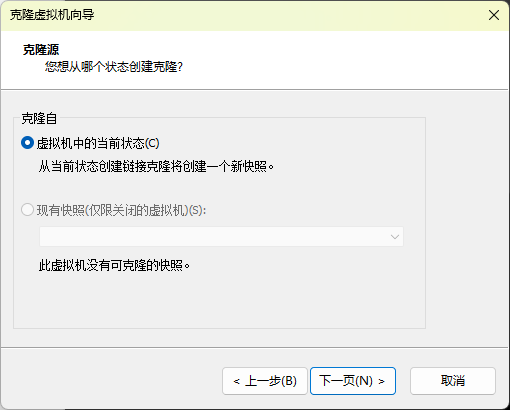 克隆虚拟机向导
克隆源
您想从哪个状态创建克隆?
克隆自
虚拟机中的当前状态(C)
从当前状态创建链接克隆将创建一个新快照。
现有快照(仅限关闭的虚拟机)(S):
此虚拟机没有可克隆的快照。
< 上一步(B) 下一页(N) > 取消